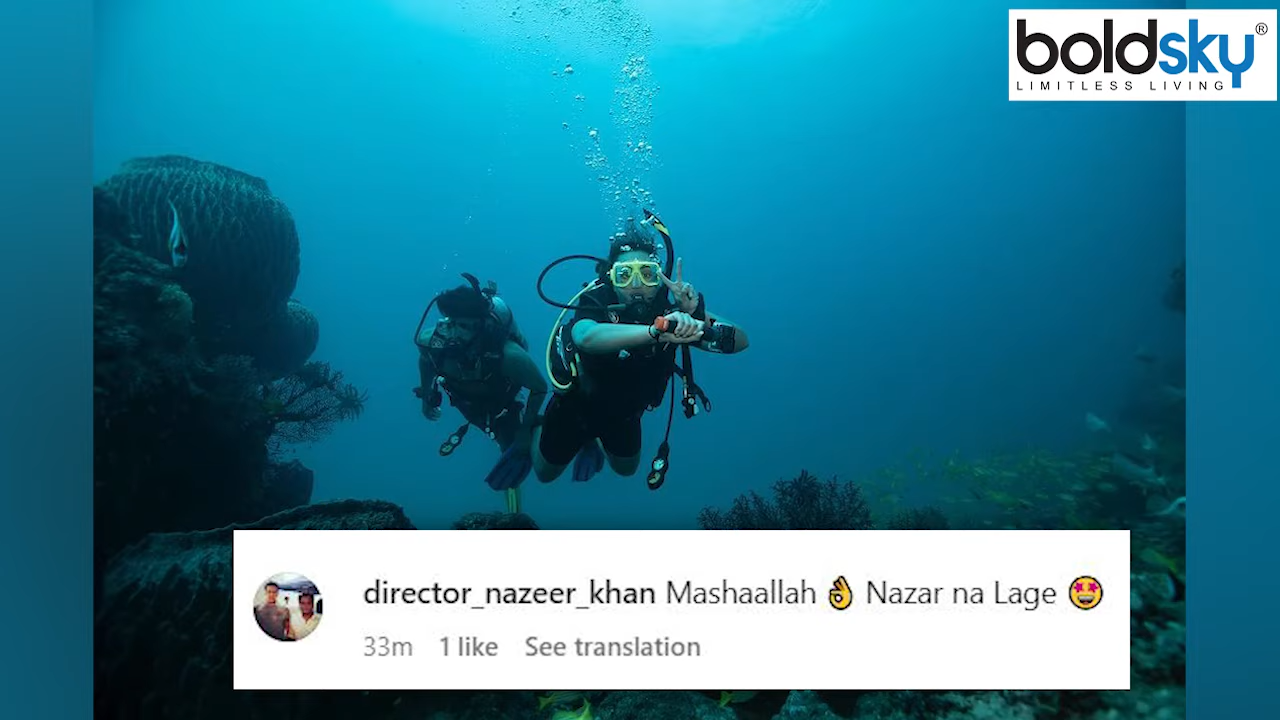 boldsky®
LIMITLESS LIVING
director_nazeer_khan Mashaallah👌 Nazar na Lage 🤩
33m 1 like See translation